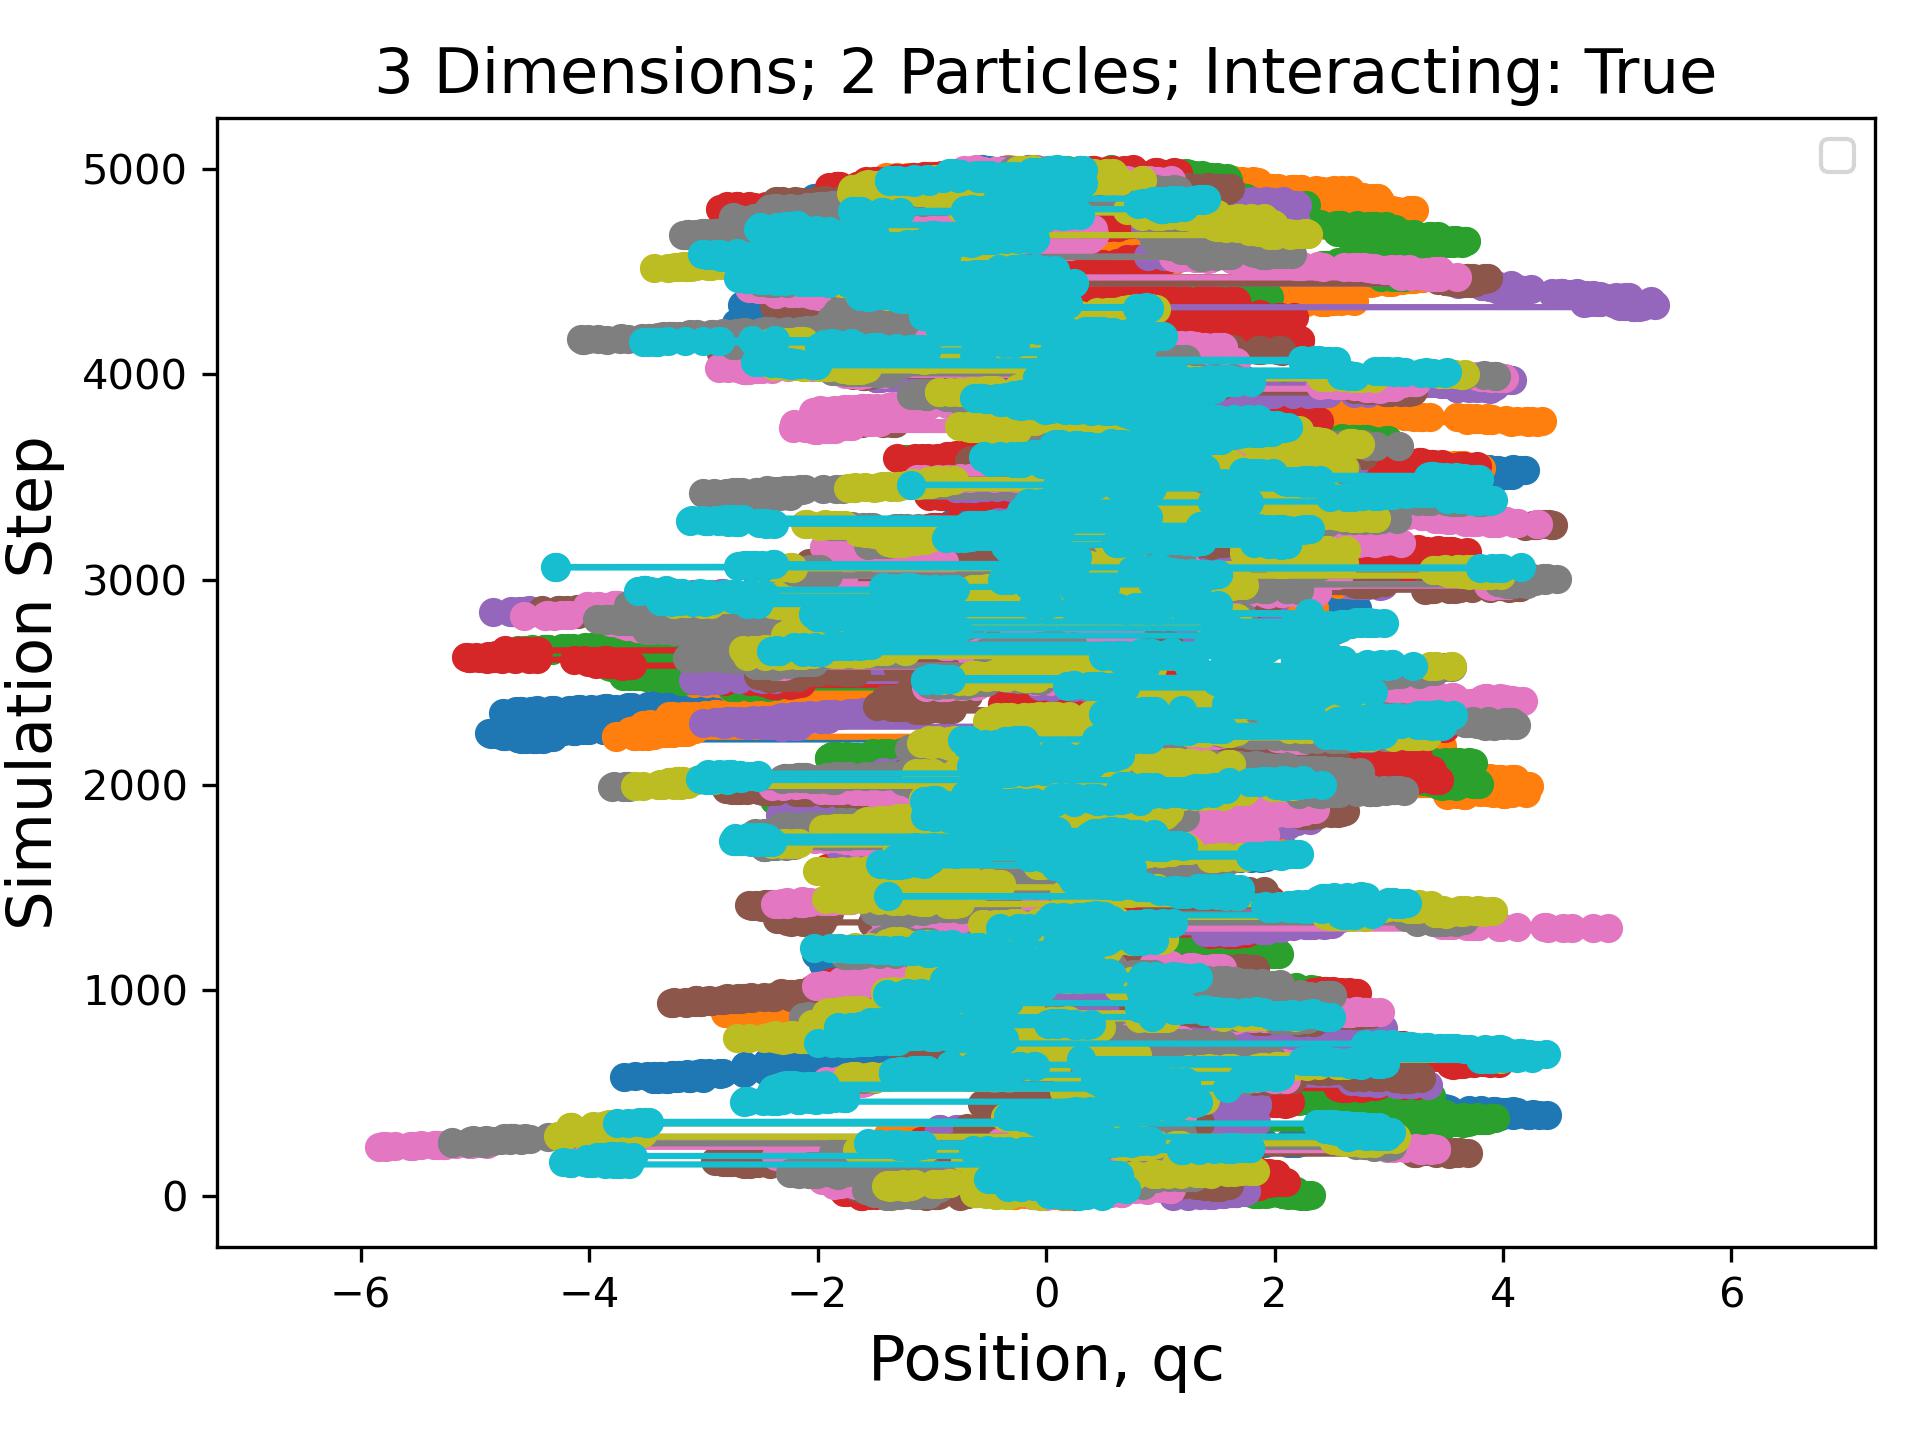 3 Dimensions; 2 Particles; Interacting: True
Simulation Step
5000
4000
3000
2000
1000
0
−6 −4 −2 0 2 4 6
Position, qc